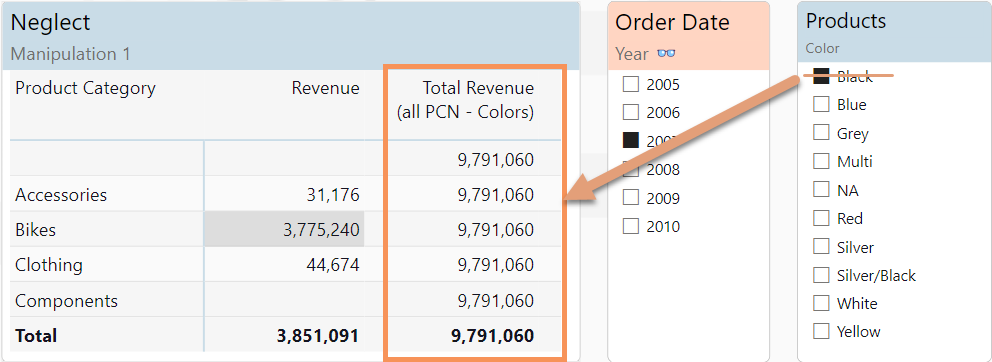 Neglect
Manipulation 1
Product Category Revenue Total Revenue
(all PCN - Colors)
9,791,060
Accessories 31,176 9,791,060
Bikes 3,775,240 9,791,060
Clothing 44,674 9,791,060
Components 9,791,060
Total 3,851,091 9,791,060
Order Date
Year 👓
2005
2006
2007
2008
2009
2010
Products
Color
Black
Blue
Grey
Multi
NA
Red
Silver
Silver/Black
White
Yellow